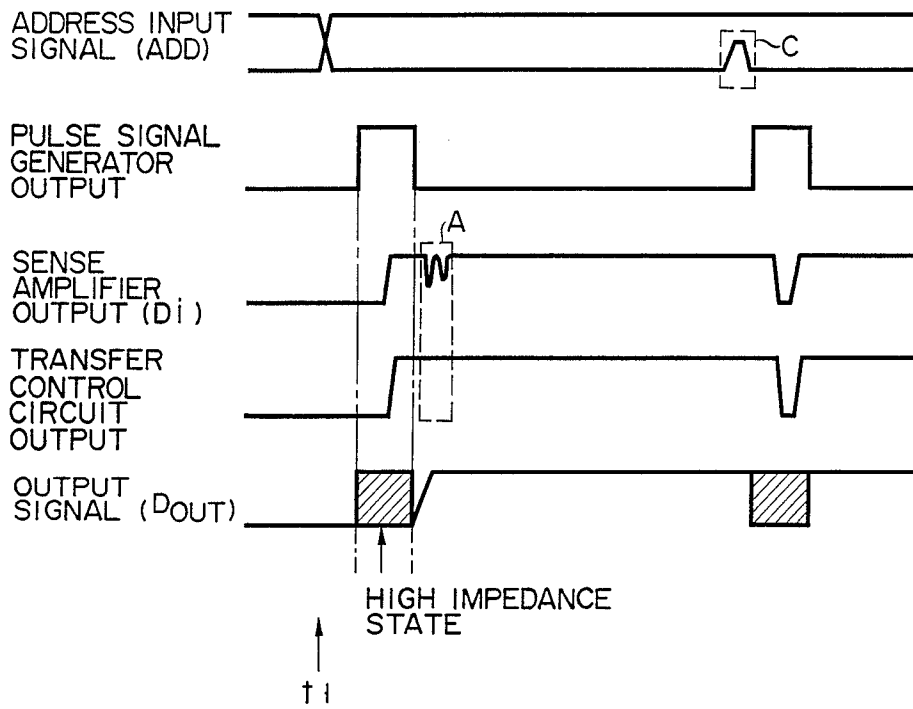 ADDRESS INPUT
SIGNAL (ADD)
C
PULSE SIGNAL
GENERATOR
OUTPUT
A
SENSE
AMPLIFIER
OUTPUT (Di)
TRANSFER
CONTROL
CIRCUIT
OUTPUT
OUTPUT
SIGNAL (DOUT)
HIGH IMPEDANCE
STATE
t1